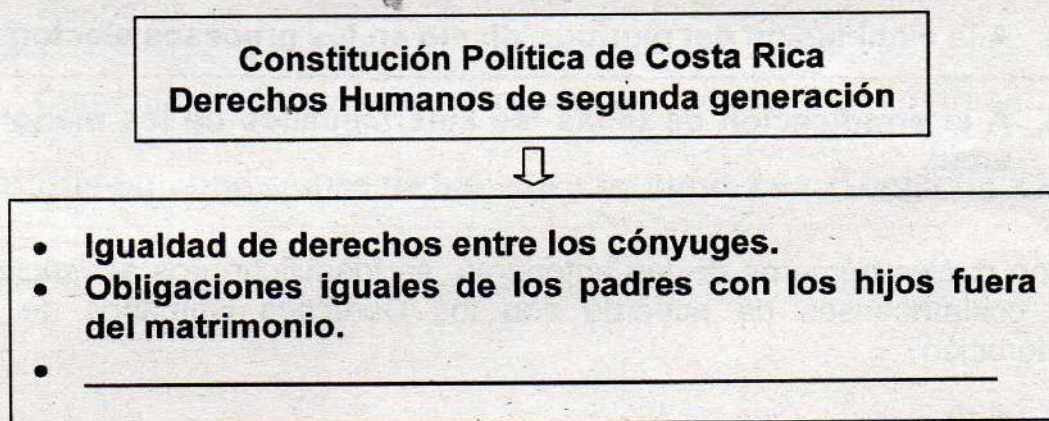 Constitución Política de Costa Rica
Derechos Humanos de segunda generación
• Igualdad de derechos entre los cónyuges.
• Obligaciones iguales de los padres con los hijos fuera
del matrimonio.
•